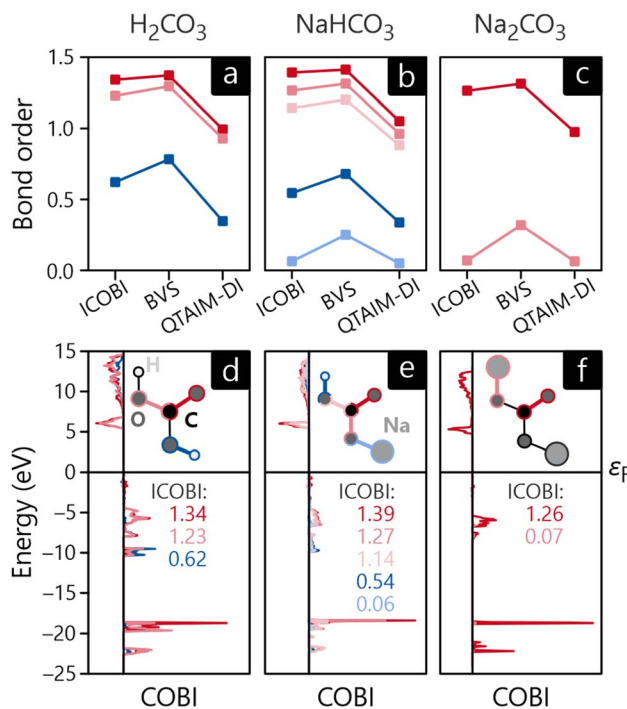 H₂CO₃ NaHCO₃ Na₂CO₃
1.5 a b c
1.0
0.5
0.0
Bond order
ICOBI BVS QTAIM-DI ICOBI BVS QTAIM-DI ICOBI BVS QTAIM-DI
15 d e f
H
10
O C Na
5
0 εF
ICOBI: ICOBI: ICOBI:
−5 1.34 1.39 1.26
1.23 1.27 0.07
−10 0.62 1.14
0.54
−15 0.06
−20
−25
Energy (eV)
COBI COBI COBI